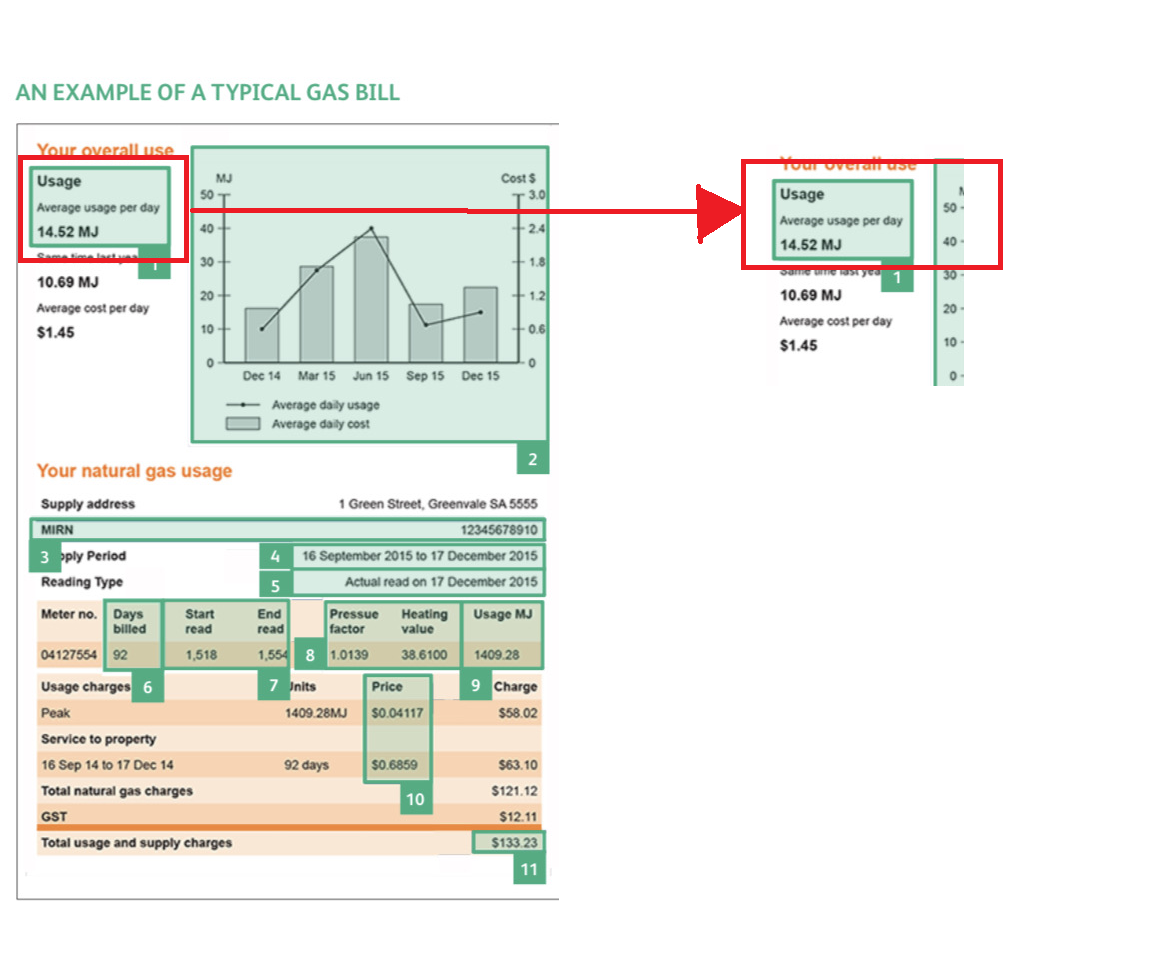 AN EXAMPLE OF A TYPICAL GAS BILL
Your overall use
Usage
Average usage per day
14.52 MJ
Same time last yea
1
10.69 MJ
Average cost per day
$1.45
MJ Cost $
50 3.0
40 2.4
30 1.8
20 1.2
10 0.6
0 0
Dec 14 Mar 15 Jun 15 Sep 15 Dec 15
Average daily usage
Average daily cost
2
Your natural gas usage
Supply address 1 Green Street, Greenvale SA 5555
MIRN 12345678910
3 pply Period 4 16 September 2015 to 17 December 2015
Reading Type 5 Actual read on 17 December 2015
Meter no. Days billed Start read End read Pressue factor Heating value Usage MJ
04127554 92 1,518 1,554 8 1.0139 38.6100 1409.28
Usage charges 6 7 Units Price 9 Charge
Peak 1409.28MJ $0.04117 $58.02
Service to property
16 Sep 14 to 17 Dec 14 92 days $0.6859 $63.10
Total natural gas charges 10 $121.12
GST $12.11
Total usage and supply charges $133.23
11
Your overall use
Usage
Average usage per day
14.52 MJ
Same time last yea
1
10.69 MJ
Average cost per day
$1.45
50
40
30
20
10
0